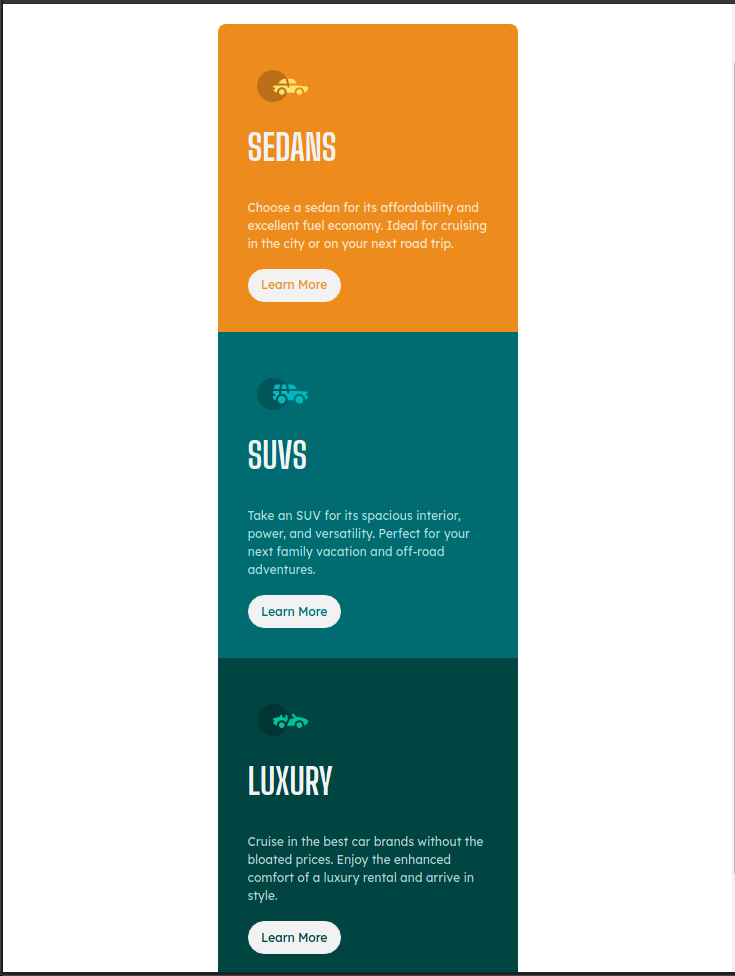 SEDANS
Choose a sedan for its affordability and
excellent fuel economy. Ideal for cruising
in the city or on your next road trip.
Learn More
SUVS
Take an SUV for its spacious interior,
power, and versatility. Perfect for your
next family vacation and off-road
adventures.
Learn More
LUXURY
Cruise in the best car brands without the
bloated prices. Enjoy the enhanced
comfort of a luxury rental and arrive in
style.
Learn More